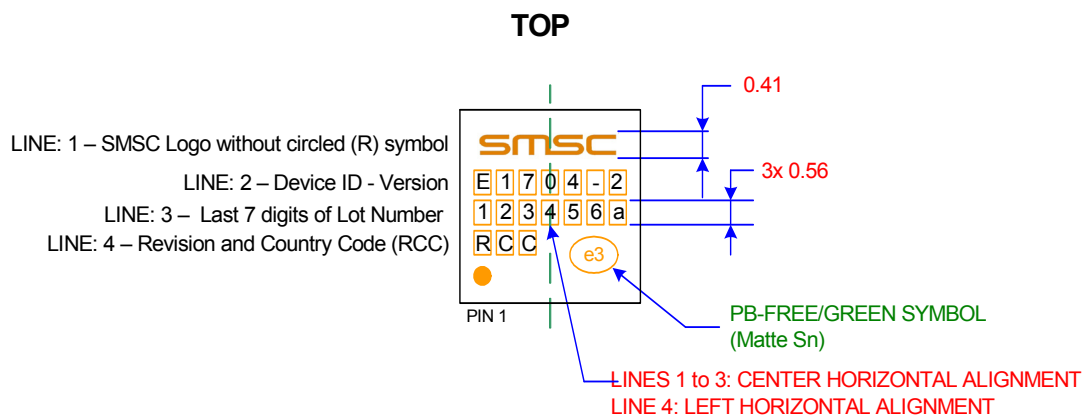 TOP
0.41
LINE: 1 – SMSC Logo without circled (R) symbol
SMSC
3x 0.56
LINE: 2 – Device ID - Version
E1704-2
LINE: 3 – Last 7 digits of Lot Number
123456a
LINE: 4 – Revision and Country Code (RCC)
RCC
e3
PIN 1
PB-FREE/GREEN SYMBOL
(Matte Sn)
LINES 1 to 3: CENTER HORIZONTAL ALIGNMENT
LINE 4: LEFT HORIZONTAL ALIGNMENT